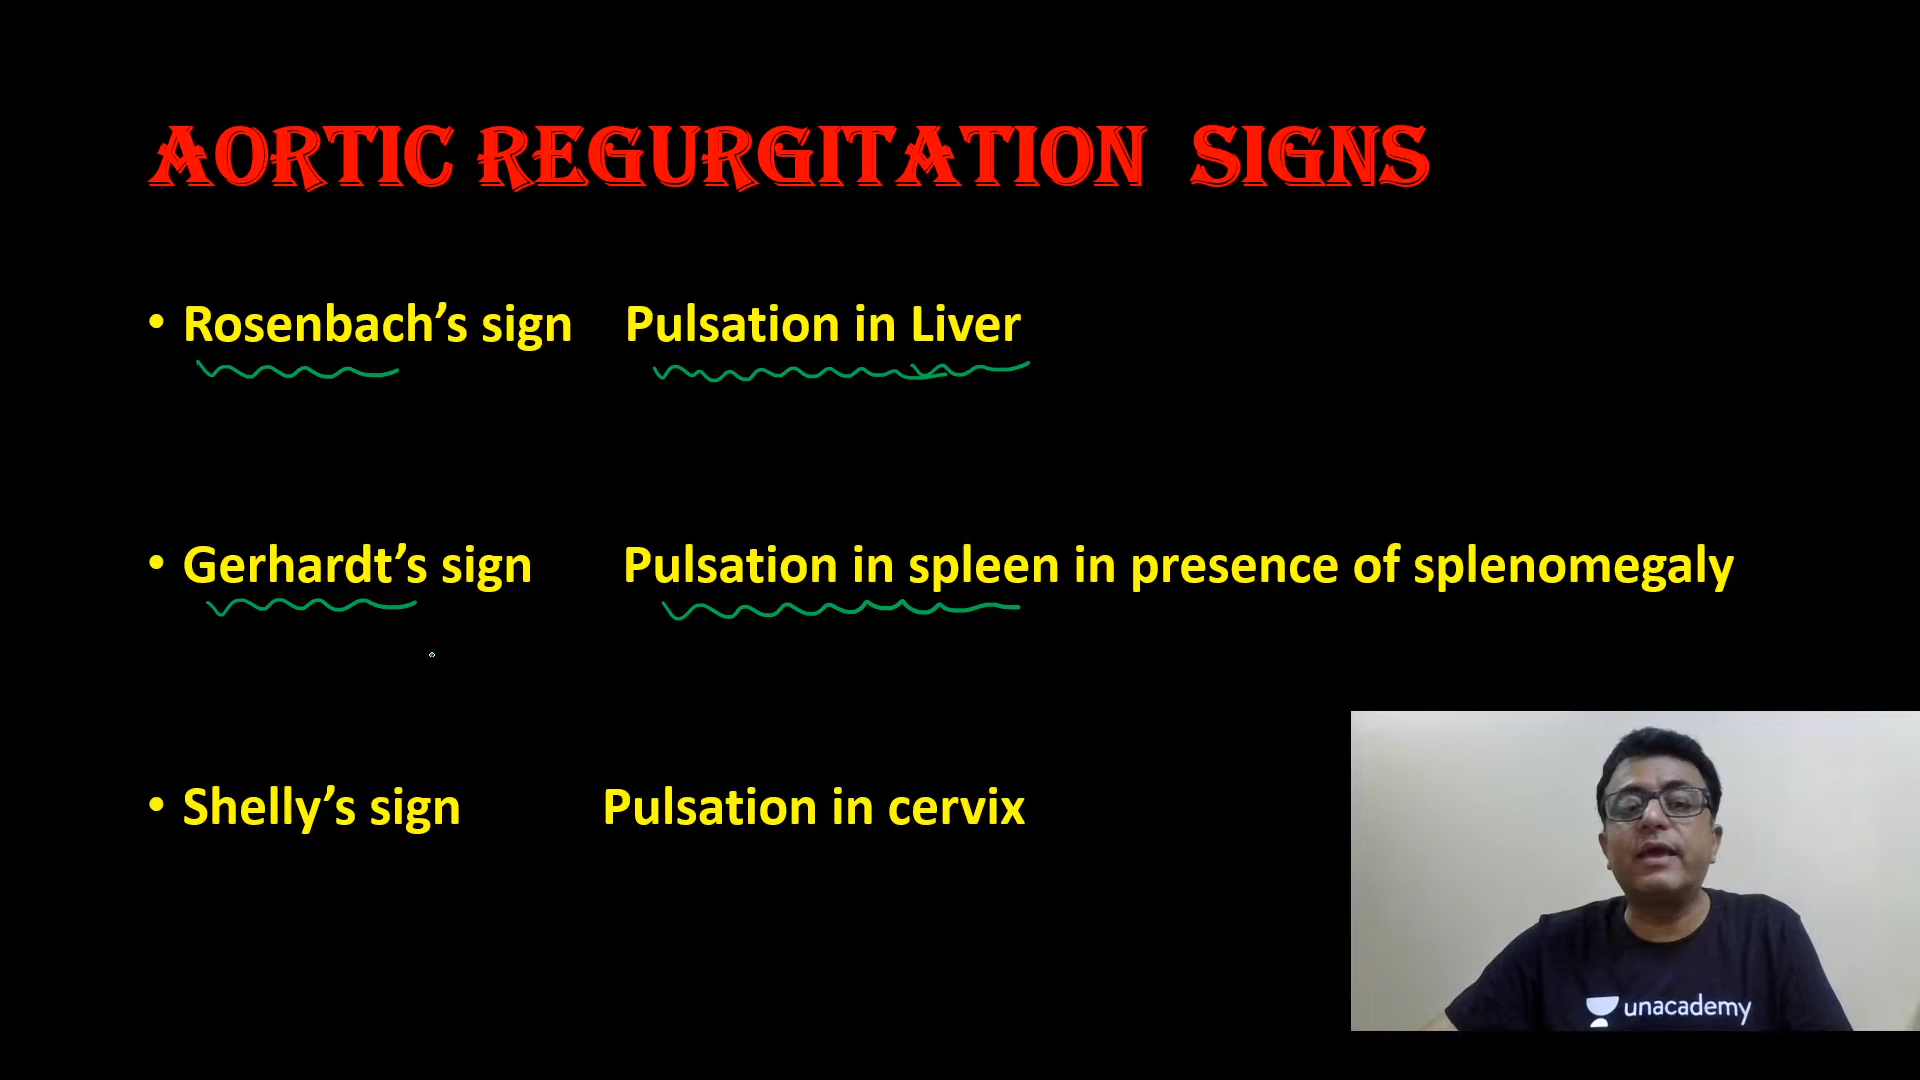 AORTIC REGURGITATION SIGNS
• Rosenbach’s sign Pulsation in Liver
• Gerhardt’s sign Pulsation in spleen in presence of splenomegaly
• Shelly’s sign Pulsation in cervix
unacademy